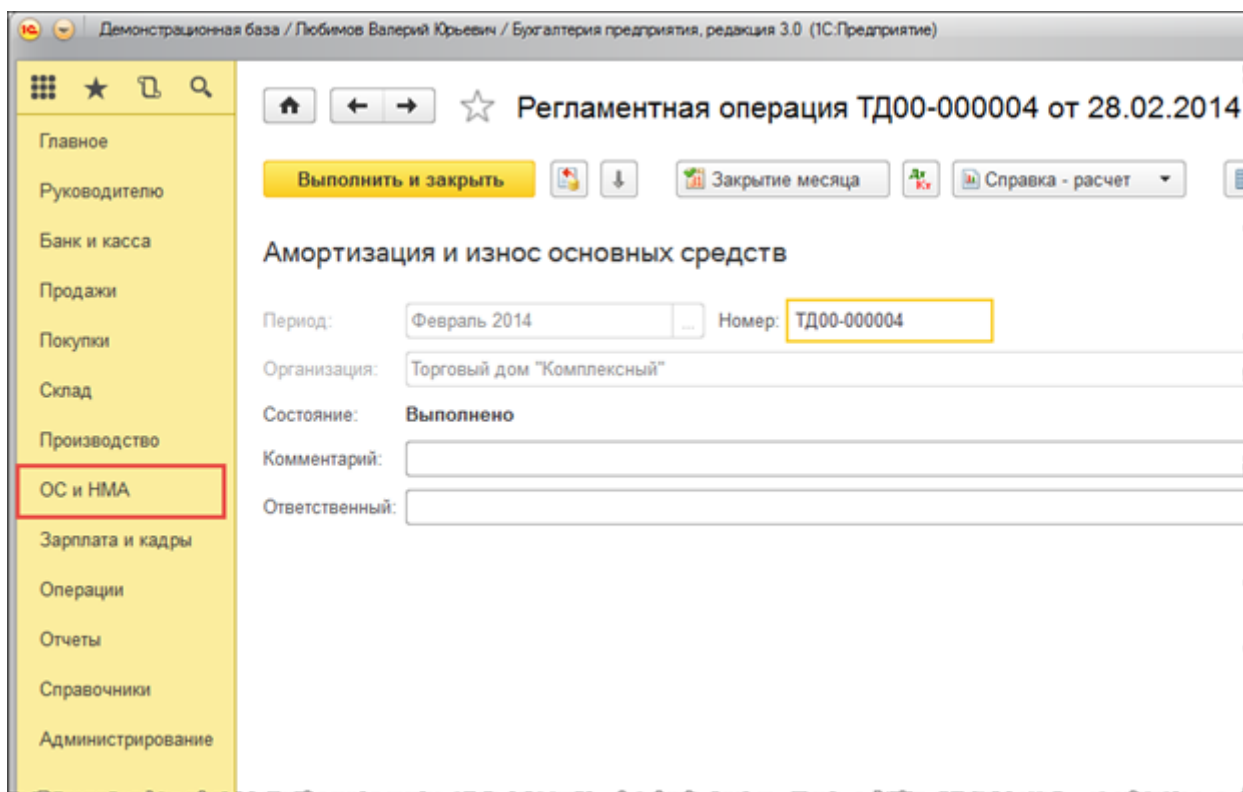 Демонстрационная база / Любимов Валерий Юрьевич / Бухгалтерия предприятия, редакция 3.0 (1С:Предприятие)
Главное
Руководителю
Банк и касса
Продажи
Покупки
Склад
Производство
ОС и НМА
Зарплата и кадры
Операции
Отчеты
Справочники
Администрирование
Регламентная операция ТД00-000004 от 28.02.2014
Выполнить и закрыть
Закрытие месяца
Дт Кт
Справка - расчет
Амортизация и износ основных средств
Период: Февраль 2014 ... Номер: ТД00-000004
Организация: Торговый дом "Комплексный"
Состояние: Выполнено
Комментарий:
Ответственный: